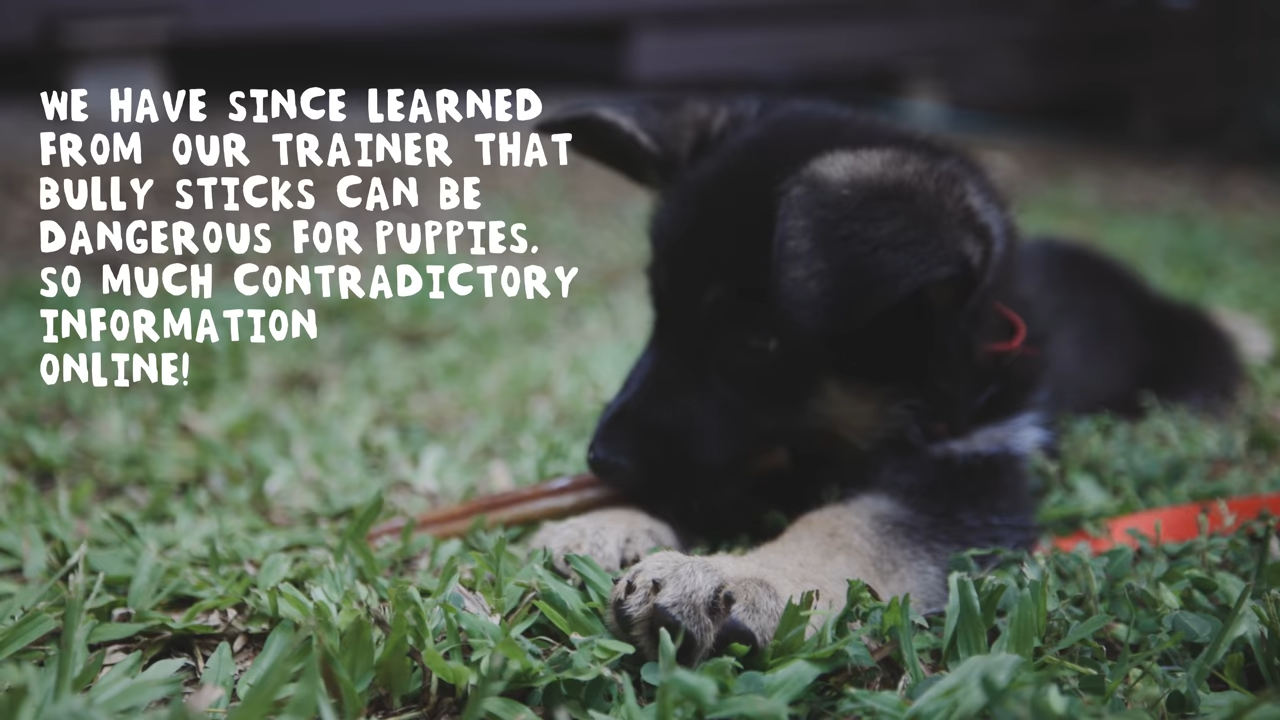 WE HAVE SINCE LEARNED
FROM OUR TRAINER THAT
BULLY STICKS CAN BE
DANGEROUS FOR PUPPIES.
SO MUCH CONTRADICTORY
INFORMATION
ONLINE!